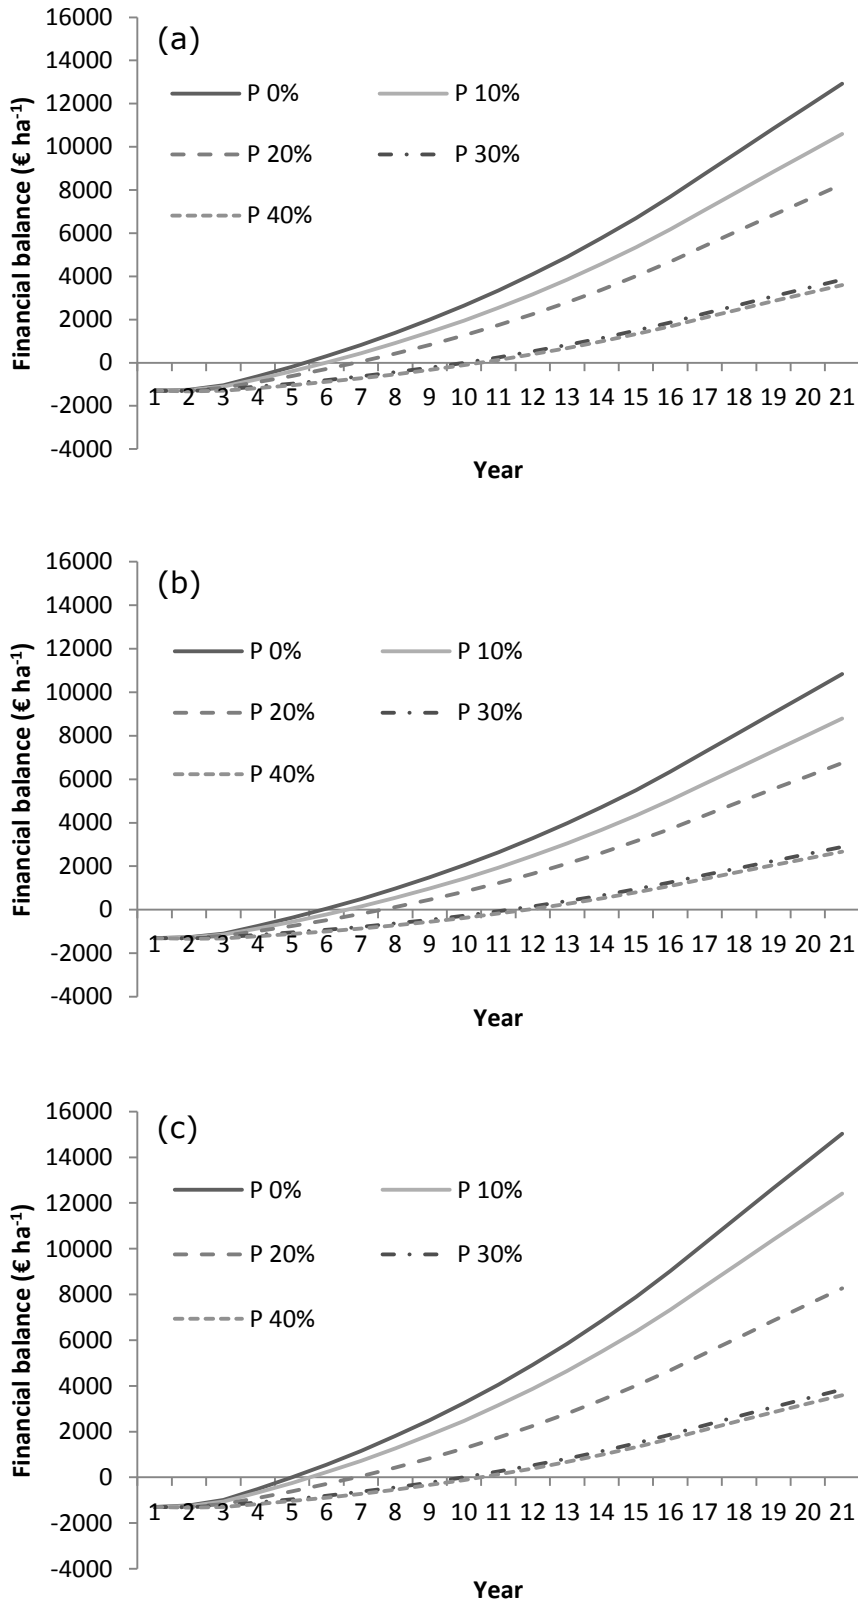 (a)
Financial balance (€ ha-1)
16000
14000
12000
10000
8000
6000
4000
2000
0
-2000
-4000
P 0% P 10%
P 20% P 30%
P 40%
1 2 3 4 5 6 7 8 9 10 11 12 13 14 15 16 17 18 19 20 21
Year
(b)
Financial balance (€ ha-1)
16000
14000
12000
10000
8000
6000
4000
2000
0
-2000
-4000
P 0% P 10%
P 20% P 30%
P 40%
1 2 3 4 5 6 7 8 9 10 11 12 13 14 15 16 17 18 19 20 21
Year
(c)
Financial balance (€ ha-1)
16000
14000
12000
10000
8000
6000
4000
2000
0
-2000
-4000
P 0% P 10%
P 20% P 30%
P 40%
1 2 3 4 5 6 7 8 9 10 11 12 13 14 15 16 17 18 19 20 21
Year